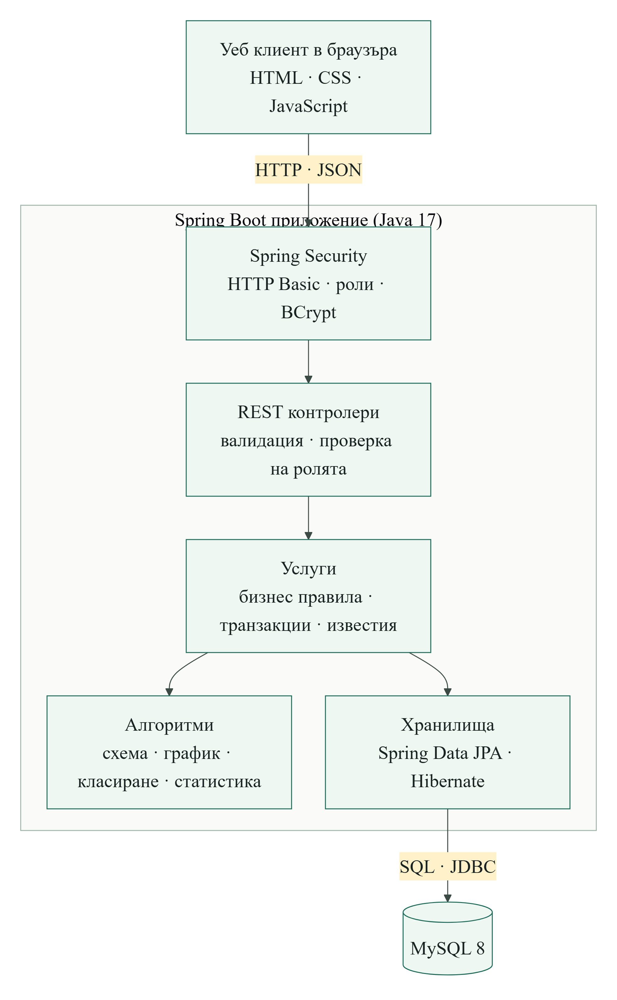 Уеб клиент в браузъра
HTML · CSS ·
JavaScript
HTTP · JSON
Spring Boot приложение (Java 17)
Spring Security
HTTP Basic · роли ·
BCrypt
REST контролери
валидация · проверка
на ролята
Услуги
бизнес правила ·
транзакции · известия
Алгоритми
схема · график ·
класиране · статистика
Хранилища
Spring Data JPA ·
Hibernate
SQL · JDBC
MySQL 8